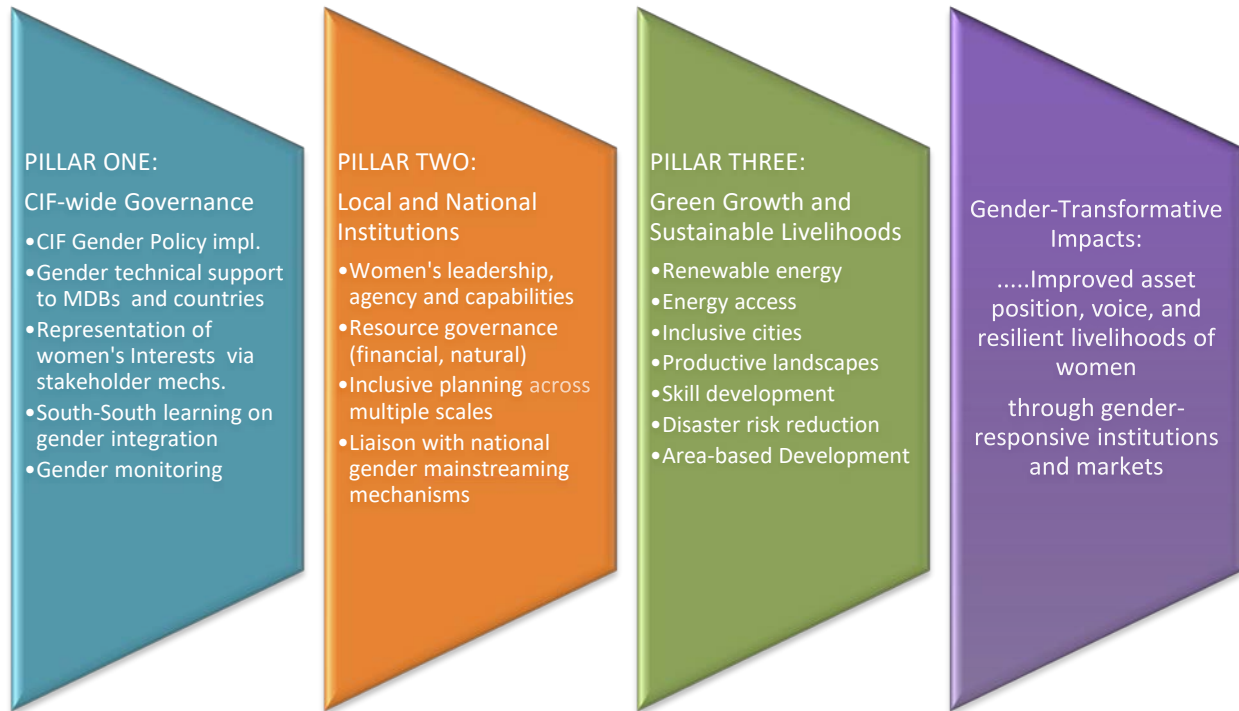 PILLAR ONE:
CIF-wide Governance
•CIF Gender Policy impl.
•Gender technical support
to MDBs and countries
•Representation of
women's Interests via
stakeholder mechs.
•South-South learning on
gender integration
•Gender monitoring
PILLAR TWO:
Local and National
Institutions
•Women's leadership,
agency and capabilities
•Resource governance
(financial, natural)
•Inclusive planning across
multiple scales
•Liaison with national
gender mainstreaming
mechanisms
PILLAR THREE:
Green Growth and
Sustainable Livelihoods
•Renewable energy
•Energy access
•Inclusive cities
•Productive landscapes
•Skill development
•Disaster risk reduction
•Area-based Development
Gender-Transformative
Impacts:
.....Improved asset
position, voice, and
resilient livelihoods of
women
through gender-
responsive institutions
and markets